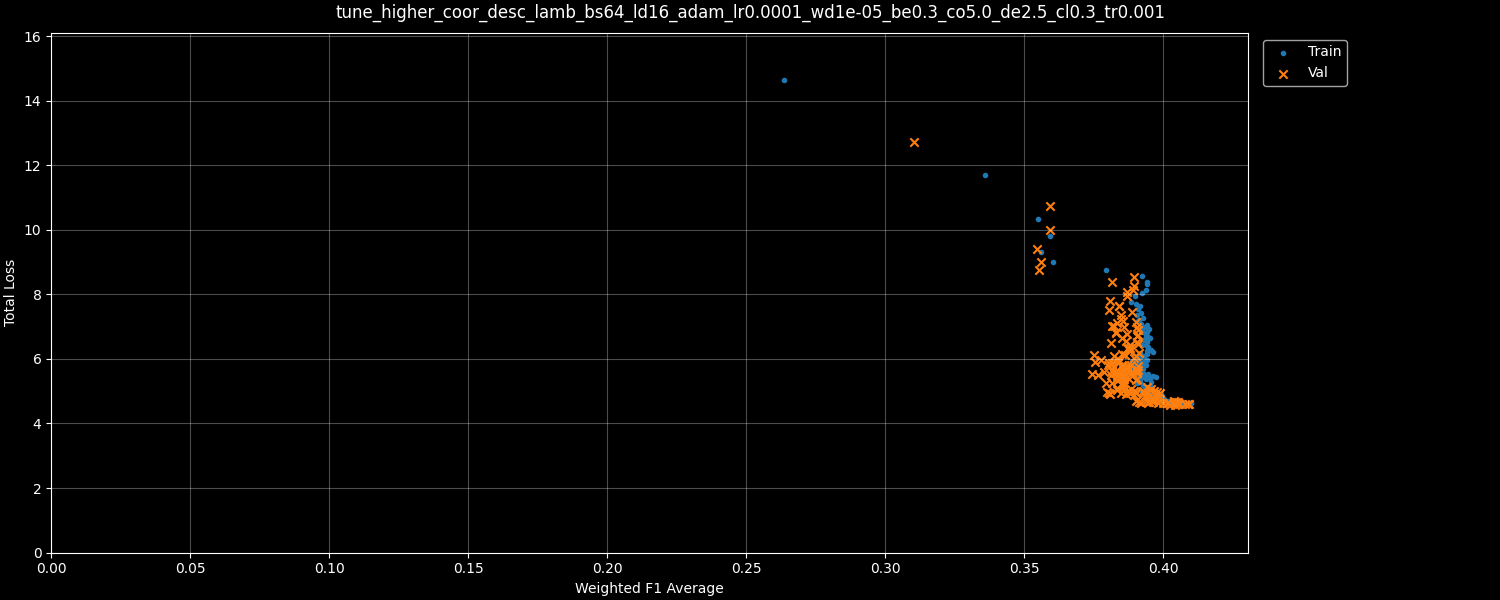 tune_higher_coor_desc_lamb_bs64_ld16_adam_lr0.0001_wd1e-05_be0.3_co5.0_de2.5_cl0.3_tr0.001
Train
Val
16
14
12
10
8
6
4
2
0
Total Loss
0.00 0.05 0.10 0.15 0.20 0.25 0.30 0.35 0.40
Weighted F1 Average